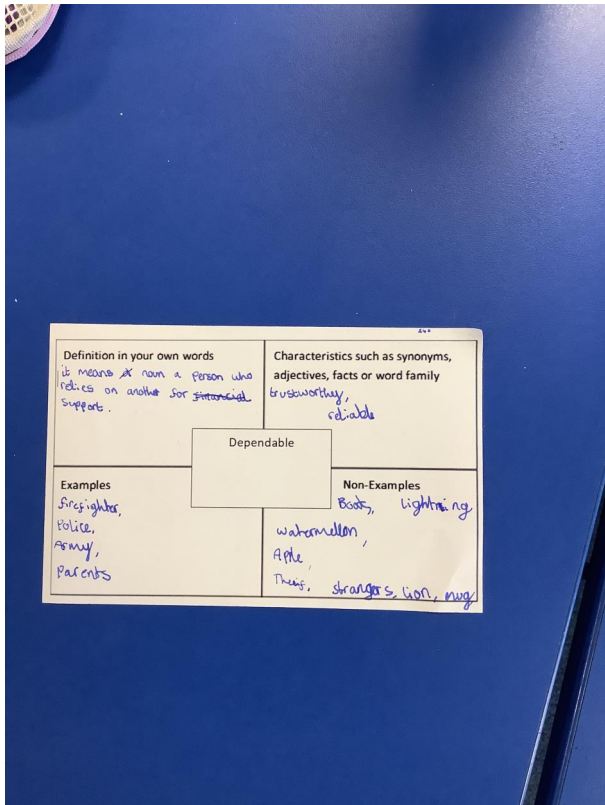 Definition in your own words
it means a noun a person who
relies on another for financial
support.
Characteristics such as synonyms,
adjectives, facts or word family
trustworthy,
reliable
Dependable
Examples
firefighter,
Police,
Army,
Parents
Non-Examples
Boots, lightning
watermellon,
Aple,
Theif, strangers, lion, mug